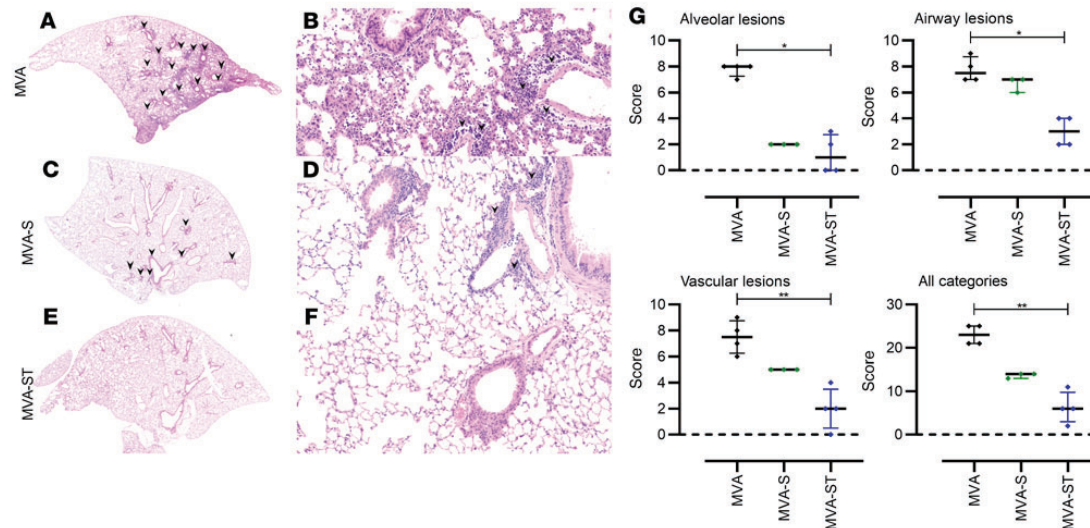 A
B
G
MVA
C
D
MVA-S
E
F
MVA-ST
Alveolar lesions
*
10
8
6
4
2
0
Score
MVA
MVA-S
MVA-ST
Airway lesions
*
10
8
6
4
2
0
Score
MVA
MVA-S
MVA-ST
Vascular lesions
**
10
8
6
4
2
0
Score
MVA
MVA-S
MVA-ST
All categories
**
30
20
10
0
Score
MVA
MVA-S
MVA-ST